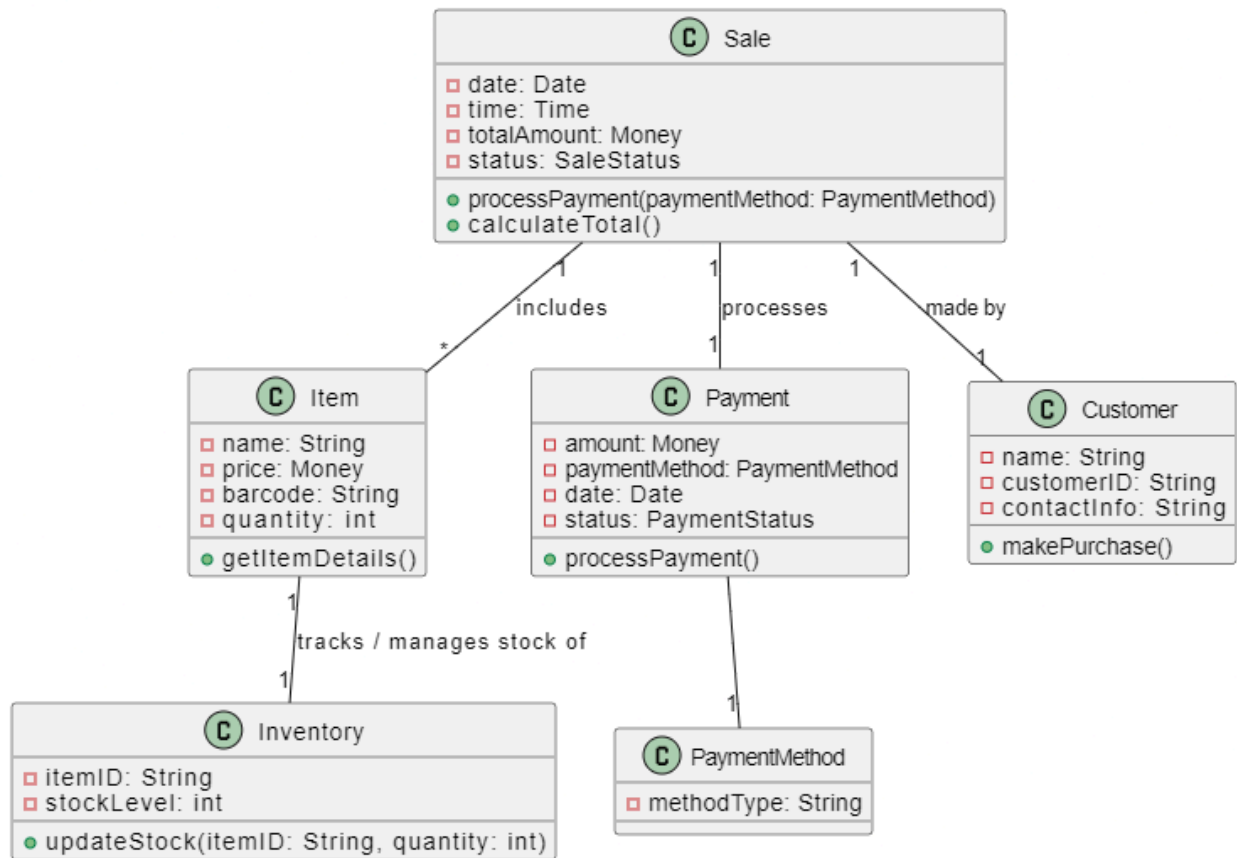 C Sale
date: Date
time: Time
totalAmount: Money
status: SaleStatus
processPayment(paymentMethod: PaymentMethod)
calculateTotal()
1
1
1
includes
processes
made by
*
1
1
C Item
name: String
price: Money
barcode: String
quantity: int
getItemDetails()
C Payment
amount: Money
paymentMethod: PaymentMethod
date: Date
status: PaymentStatus
processPayment()
C Customer
name: String
customerID: String
contactInfo: String
makePurchase()
1
tracks / manages stock of
1
1
C Inventory
itemID: String
stockLevel: int
updateStock(itemID: String, quantity: int)
C PaymentMethod
methodType: String